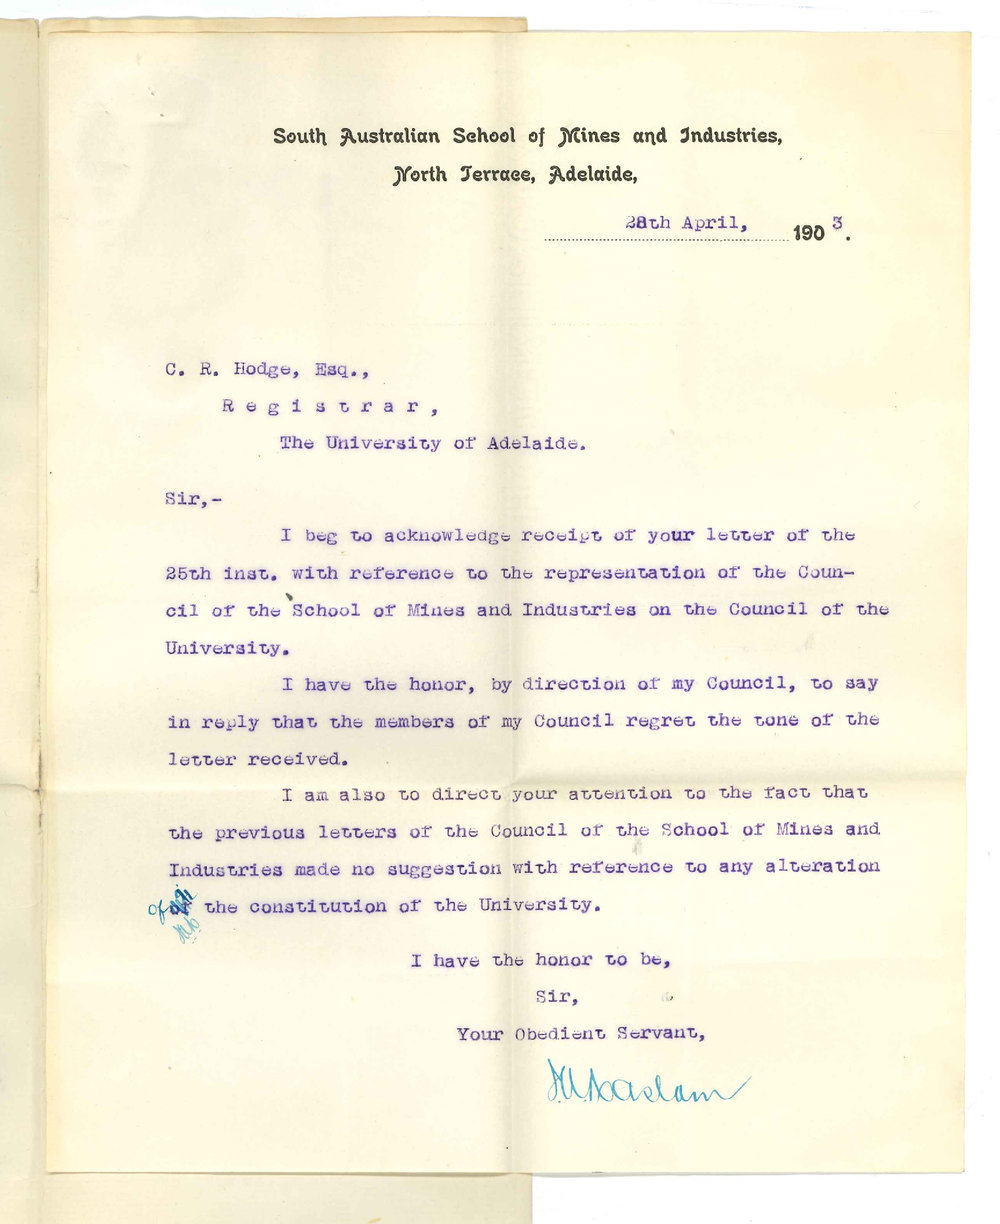 South Australian School of Mines and Industries,
North Terrace, Adelaide,
28th April, 1903.
C. R. Hodge, Esq.,
Registrar,
The University of Adelaide.
Sir,-
I beg to acknowledge receipt of your letter of the
25th inst. with reference to the representation of the Coun-
cil of the School of Mines and Industries on the Council of the
University.
I have the honor, by direction of my Council, to say
in reply that the members of my Council regret the tone of the
letter received.
I am also to direct your attention to the fact that
the previous letters of the Council of the School of Mines and
Industries made no suggestion with reference to any alteration
of the constitution of the University.
I have the honor to be,
Sir,
Your Obedient Servant,
Haslam